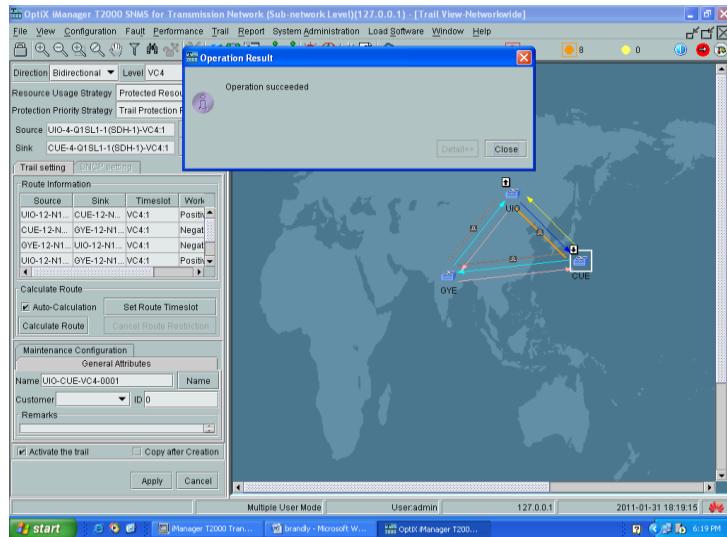 OptiX iManager T2000 SNMS for Transmission Network (Sub-network Level)(127.0.0.1) - [Trail View-Networkwide]
File View Configuration Fault Performance Trail Report System Administration Load Software Window Help
8
0
Operation Result
Operation succeeded
Detail>>
Close
Direction Bidirectional Level VC4
Resource Usage Strategy Protected Resou
Protection Priority Strategy Trail Protection
Source UIO-4-Q1SL1-1(SDH-1)-VC4:1
Sink CUE-4-Q1SL1-1(SDH-1)-VC4:1
Trail setting
Route Information
Source Sink Timeslot Work
UIO-12-N1... CUE-12-N... VC4:1 Positiv
CUE-12-N... GYE-12-N1... VC4:1 Negat
GYE-12-N1... UIO-12-N1... VC4:1 Negat
UIO-12-N1... GYE-12-N1... VC4:1 Positiv
Calculate Route
Auto-Calculation Set Route Timeslot
Calculate Route Cancel Route Restriction
Maintenance Configuration
General Attributes
Name UIO-CUE-VC4-0001 Name
Customer ID 0
Remarks
Activate the trail Copy after Creation
Apply Cancel
UIO
GYE
CUE
Multiple User Mode User:admin 127.0.0.1 2011-01-31 18:19:15
start iManager T2000 Tran... brandly - Microsoft W... OptiX iManager T200... 6:19 PM